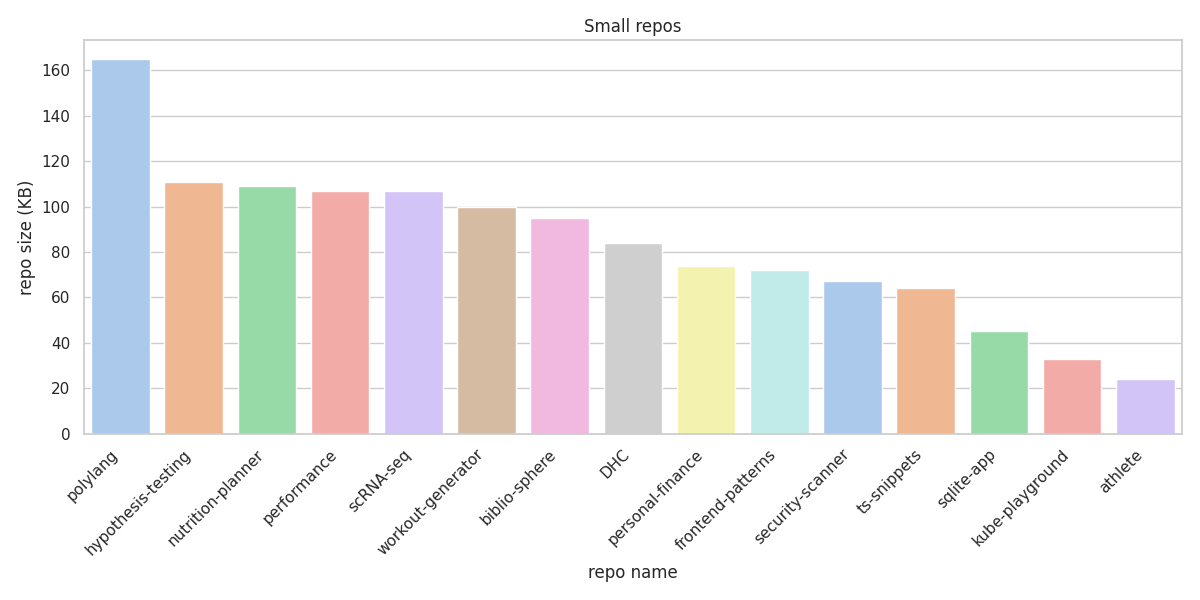 Small repos
repo size (KB)
160
140
120
100
80
60
40
20
0
polylang
hypothesis-testing
nutrition-planner
performance
scRNA-seq
workout-generator
biblio-sphere
DHC
personal-finance
frontend-patterns
security-scanner
ts-snippets
sqlite-app
kube-playground
athlete
repo name